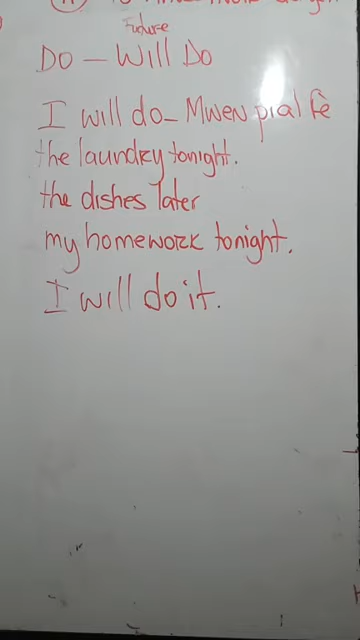 Future
Do — Will Do
I will do - Mwen pral fè
the laundry tonight.
the dishes later
my homework tonight.
I will do it.